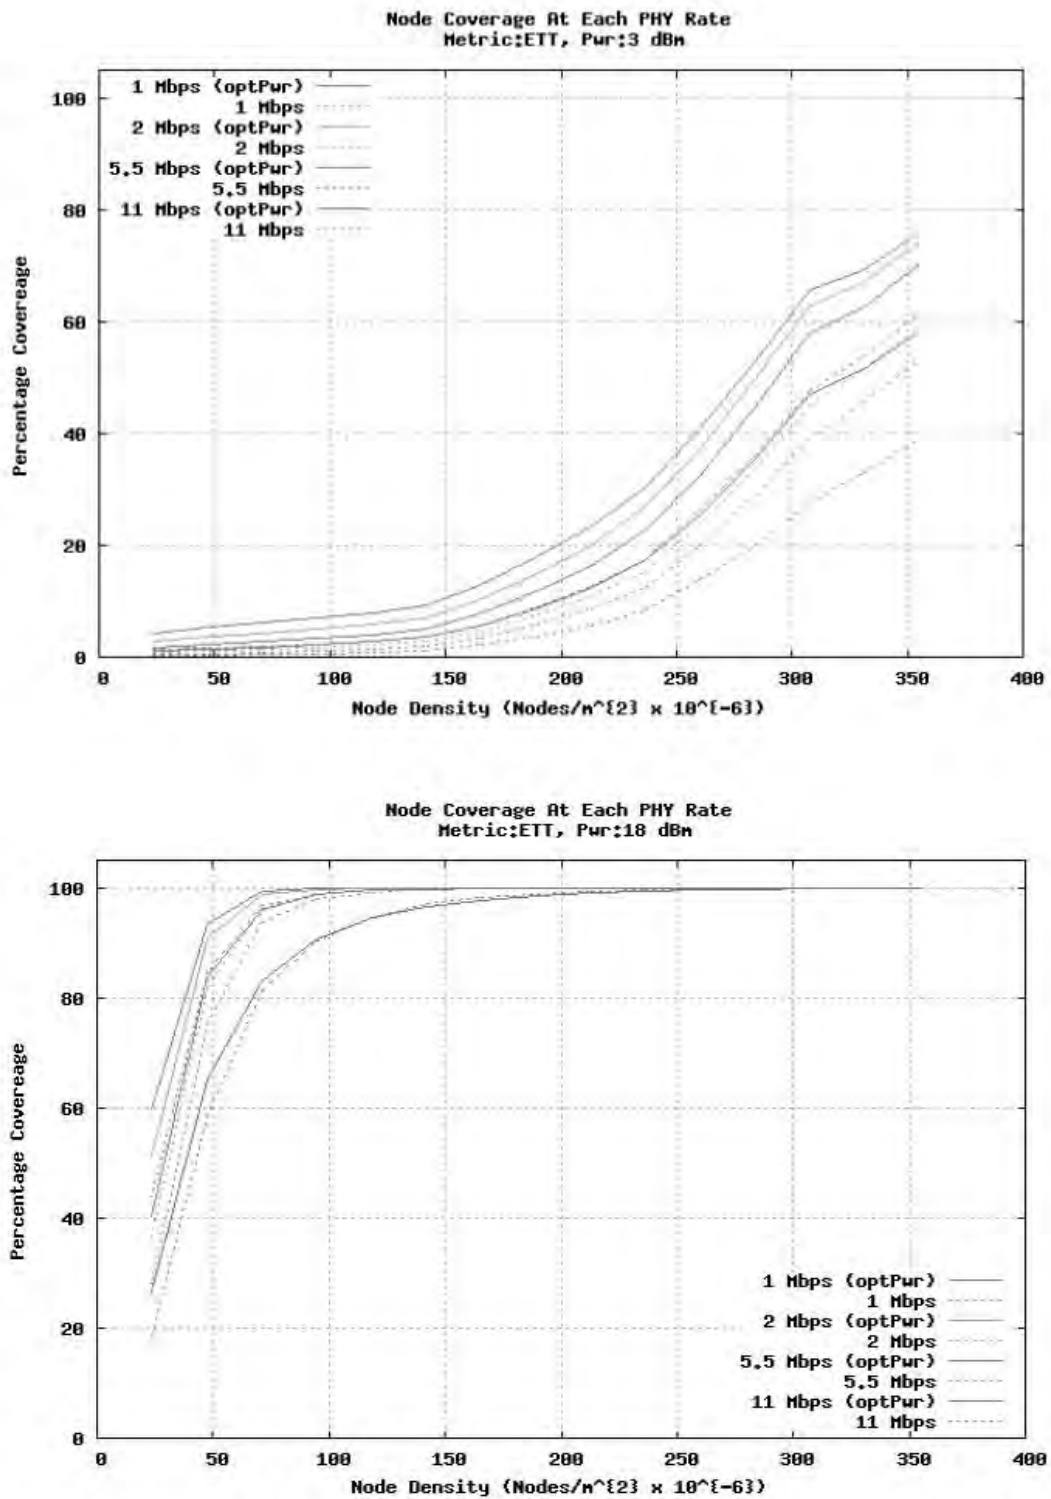 Node Coverage At Each PHY Rate
Metric:ETT, Pwr:3 dBm
100
80
60
40
20
0
Percentage Covereage
1 Mbps (optPwr)
1 Mbps
2 Mbps (optPwr)
2 Mbps
5.5 Mbps (optPwr)
5.5 Mbps
11 Mbps (optPwr)
11 Mbps
0 50 100 150 200 250 300 350 400
Node Density (Nodes/m^{2} x 10^{-6})
Node Coverage At Each PHY Rate
Metric:ETT, Pwr:18 dBm
100
80
60
40
20
0
Percentage Covereage
1 Mbps (optPwr)
1 Mbps
2 Mbps (optPwr)
2 Mbps
5.5 Mbps (optPwr)
5.5 Mbps
11 Mbps (optPwr)
11 Mbps
0 50 100 150 200 250 300 350 400
Node Density (Nodes/m^{2} x 10^{-6})